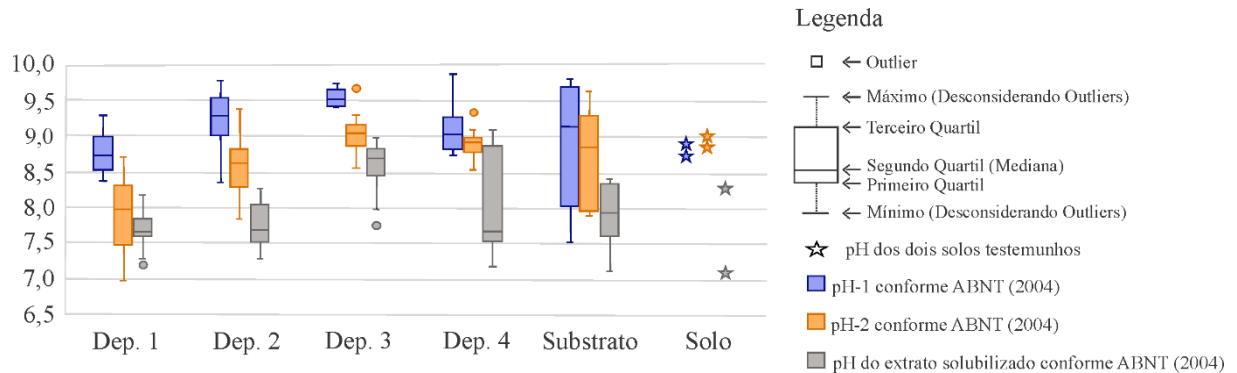 10,0
9,5
9,0
8,5
8,0
7,5
7,0
6,5
Dep. 1 Dep. 2 Dep. 3 Dep. 4 Substrato Solo
Legenda
Outlier
Máximo (Desconsiderando Outliers)
Terceiro Quartil
Segundo Quartil (Mediana)
Primeiro Quartil
Mínimo (Desconsiderando Outliers)
pH dos dois solos testemunhos
pH-1 conforme ABNT (2004)
pH-2 conforme ABNT (2004)
pH do extrato solubilizado conforme ABNT (2004)